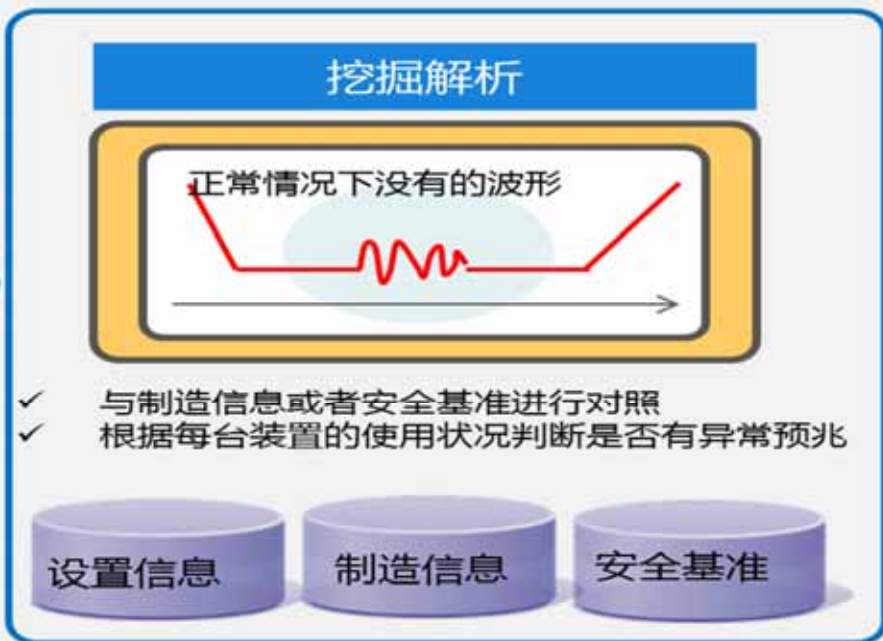 挖掘解析
正常情况下没有的波形
✓ 与制造信息或者安全基准进行对照
✓ 根据每台装置的使用状况判断是否有异常预兆
设置信息
制造信息
安全基准